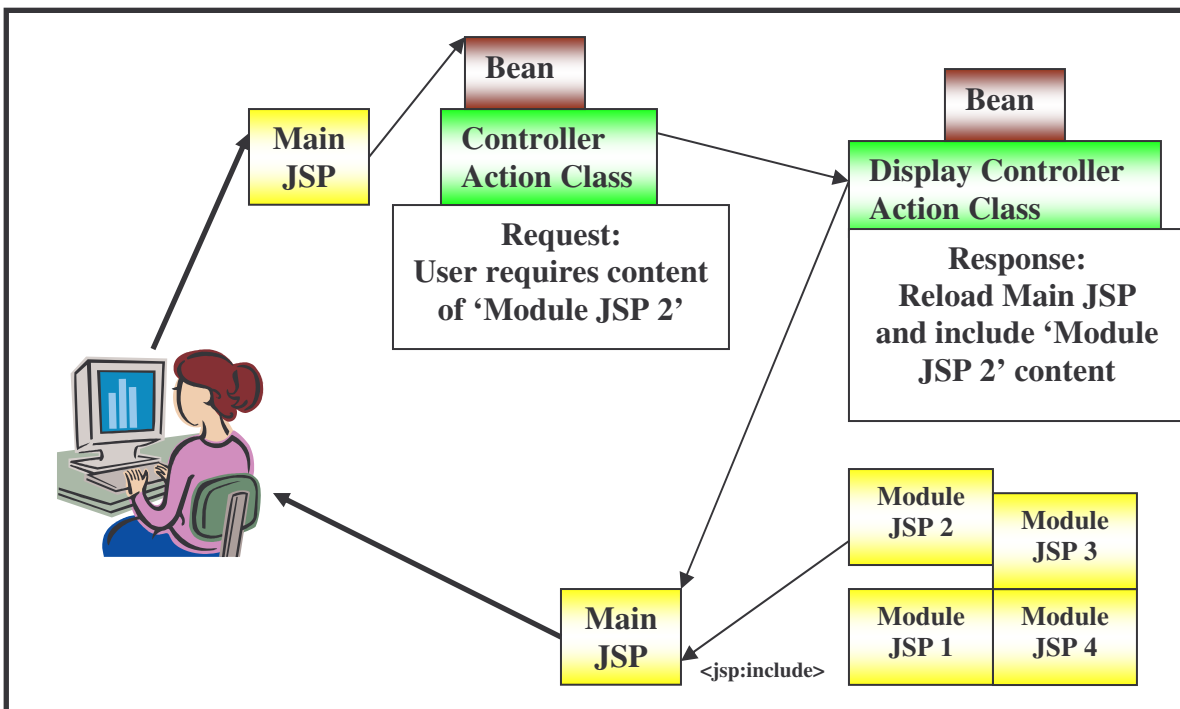 Main
JSP
Bean
Controller
Action Class
Request:
User requires content
of ‘Module JSP 2’
Bean
Display Controller
Action Class
Response:
Reload Main JSP
and include ‘Module
JSP 2’ content
Module
JSP 2
Module
JSP 3
Module
JSP 1
Module
JSP 4
Main
JSP
<jsp:include>